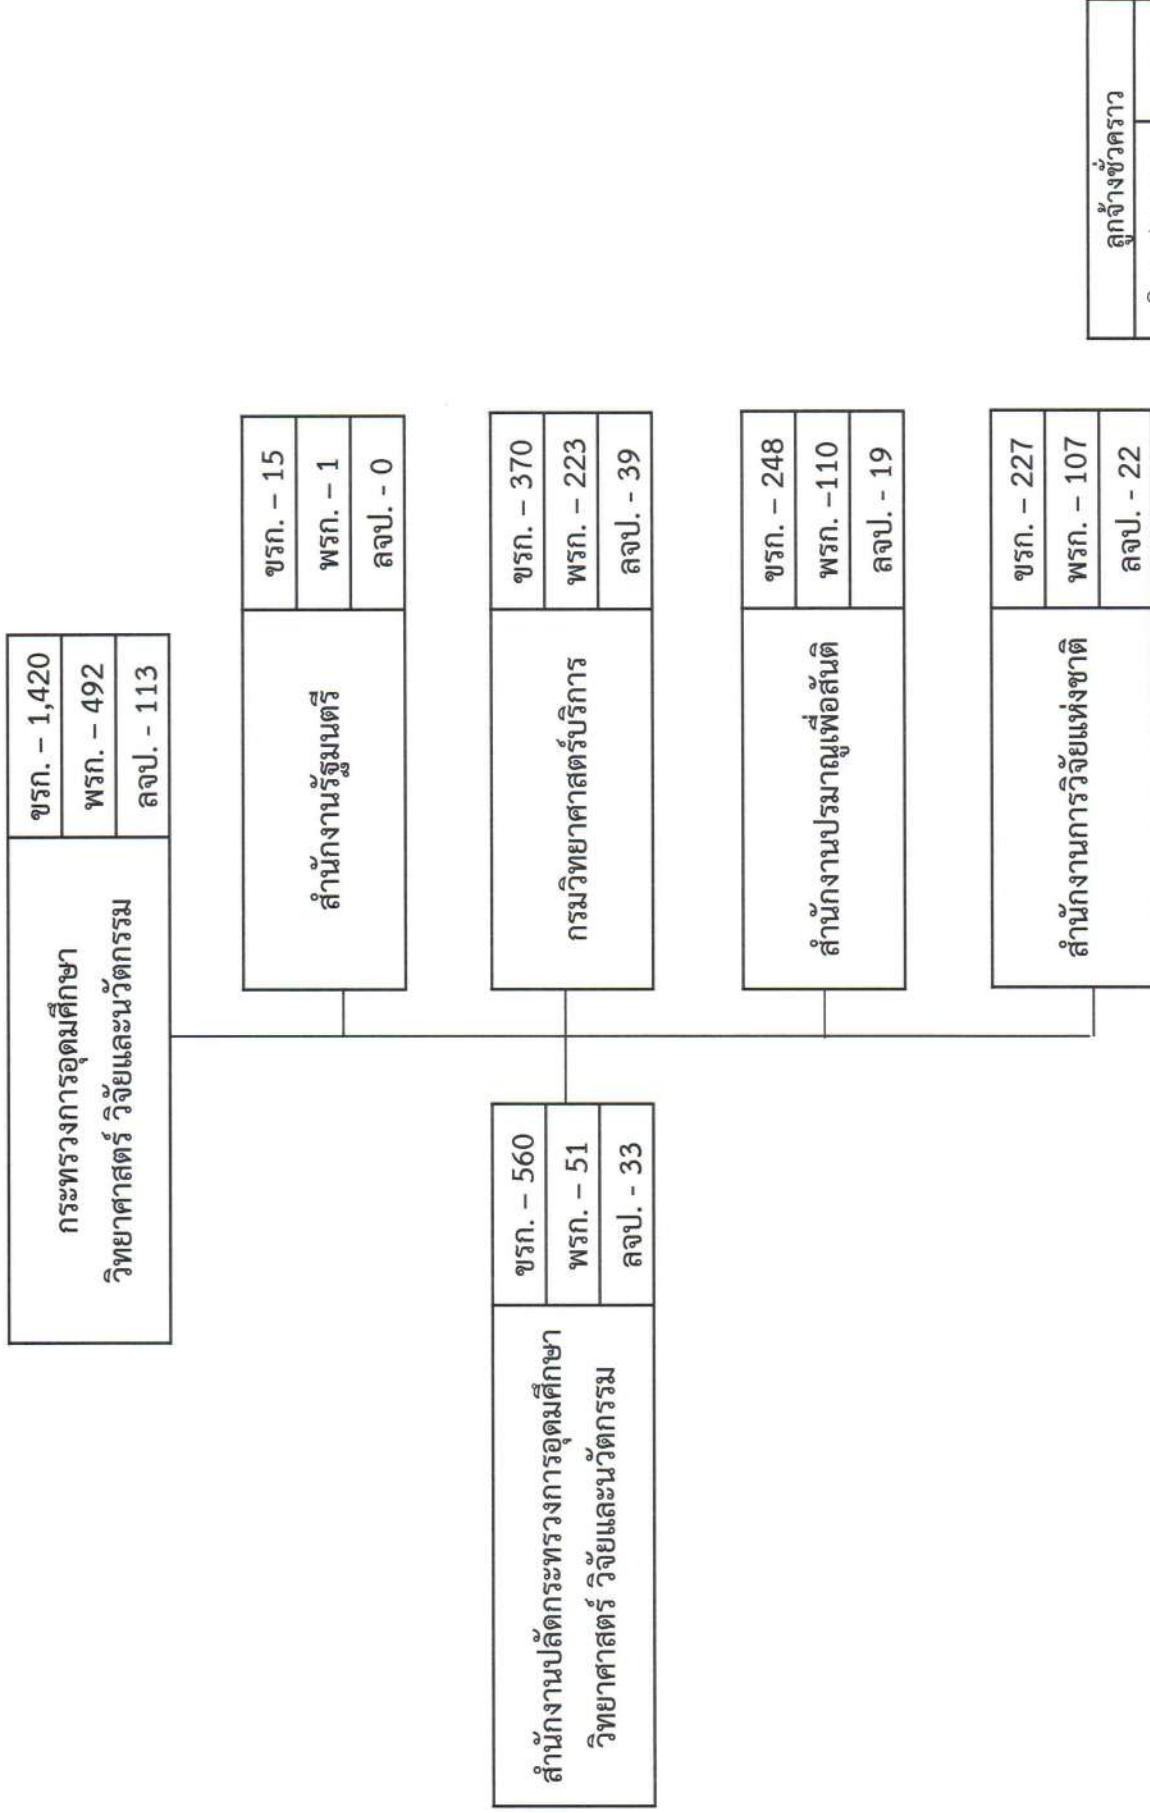 กระทรวงการอุดมศึกษา
วิทยาศาสตร์ วิจัยและนวัตกรรม
ขรก. – 1,420
พรก. – 492
ลจป. - 113
สำนักงานรัฐมนตรี
ขรก. – 15
พรก. – 1
ลจป. - 0
สำนักงานปลัดกระทรวงการอุดมศึกษา
วิทยาศาสตร์ วิจัยและนวัตกรรม
ขรก. – 560
พรก. – 51
ลจป. - 33
กรมวิทยาศาสตร์บริการ
ขรก. – 370
พรก. – 223
ลจป. - 39
สำนักงานปรมาณูเพื่อสันติ
ขรก. – 248
พรก. –110
ลจป. - 19
สำนักงานการวิจัยแห่งชาติ
ขรก. – 227
พรก. – 107
ลจป. - 22
ลูกจ้างชั่วคราว